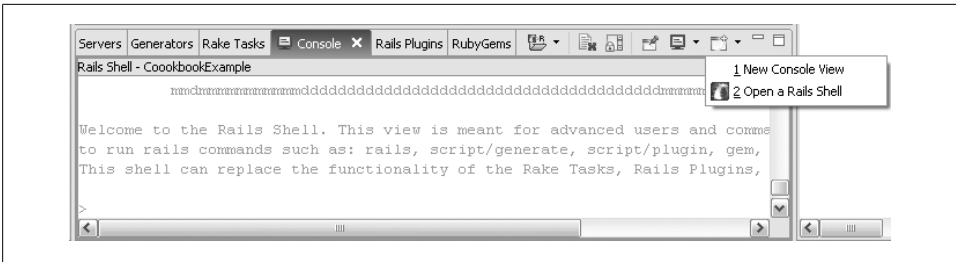 Servers Generators Rake Tasks Console Rails Plugins RubyGems
Rails Shell - CoookbookExample
1 New Console View
2 Open a Rails Shell
Welcome to the Rails Shell. This view is meant for advanced users and comma
to run rails commands such as: rails, script/generate, script/plugin, gem,
This shell can replace the functionality of the Rake Tasks, Rails Plugins,
>